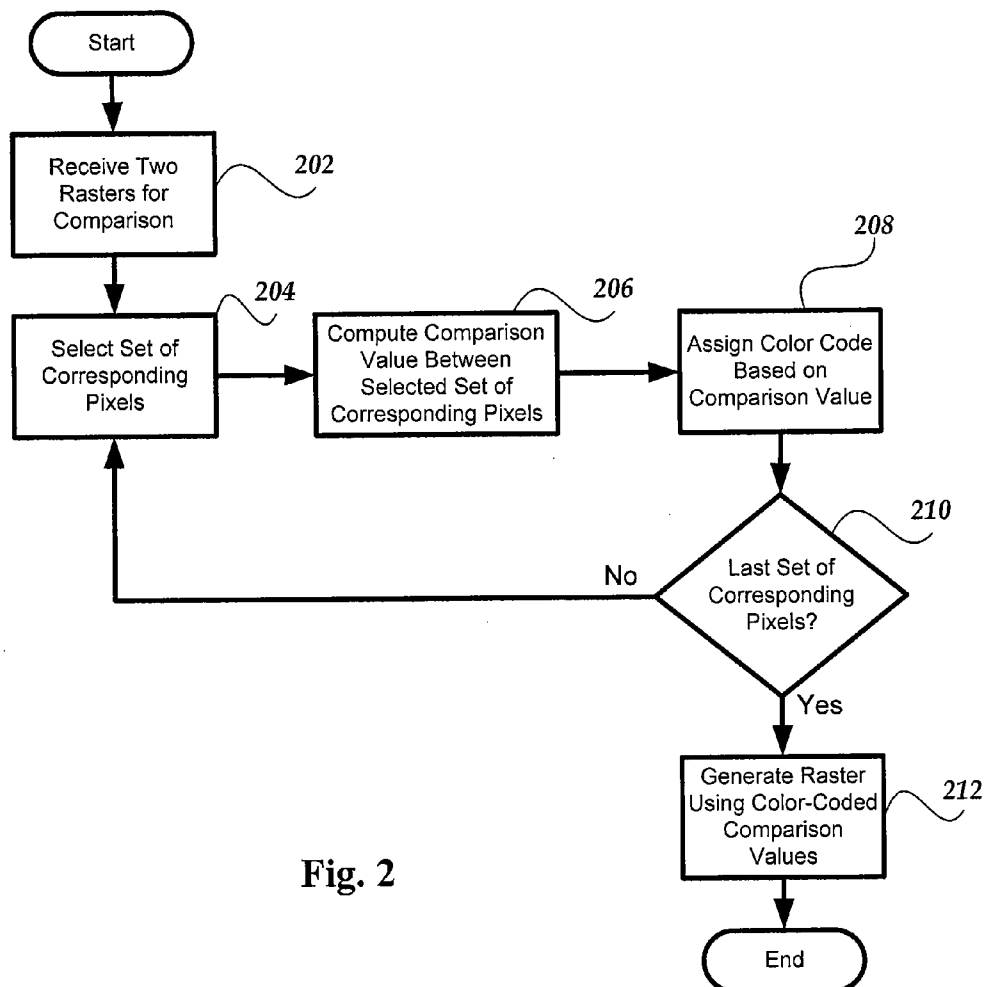 Start
Receive Two
Rasters for
Comparison
202
204
Select Set of
Corresponding
Pixels
206
Compute Comparison
Value Between
Selected Set of
Corresponding Pixels
208
Assign Color Code
Based on
Comparison Value
210
Last Set of
Corresponding
Pixels?
No
Yes
Generate Raster
Using Color-Coded
Comparison
Values
212
Fig. 2
End